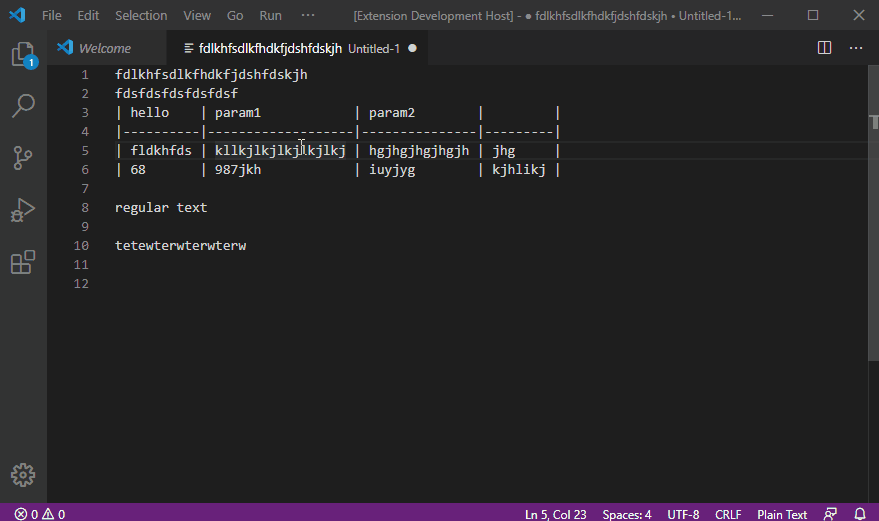 File Edit Selection View Go Run ··· [Extension Development Host] - ● fdlkhfsdlkfhdkfjdshfdskjh • Untitled-1...
Welcome fdlkhfsdlkfhdkfjdshfdskjh Untitled-1 ●
1 fdlkhfsdlkfhdkfjdshfdskjh
2 fdsfdsfdsfdsfdsf
3 | hello    | param1            | param2        |         |
4 |----------|-------------------|---------------|---------|
5 | fldkhfds | kllkjlkjlkjlkjlkj | hgjhgjhgjhgjh | jhg     |
6 | 68       | 987jkh            | iuyjyg        | kjhlikj |
7
8 regular text
9
10 tetewterwterwterw
11
12
1
0 0 Ln 5, Col 23 Spaces: 4 UTF-8 CRLF Plain Text